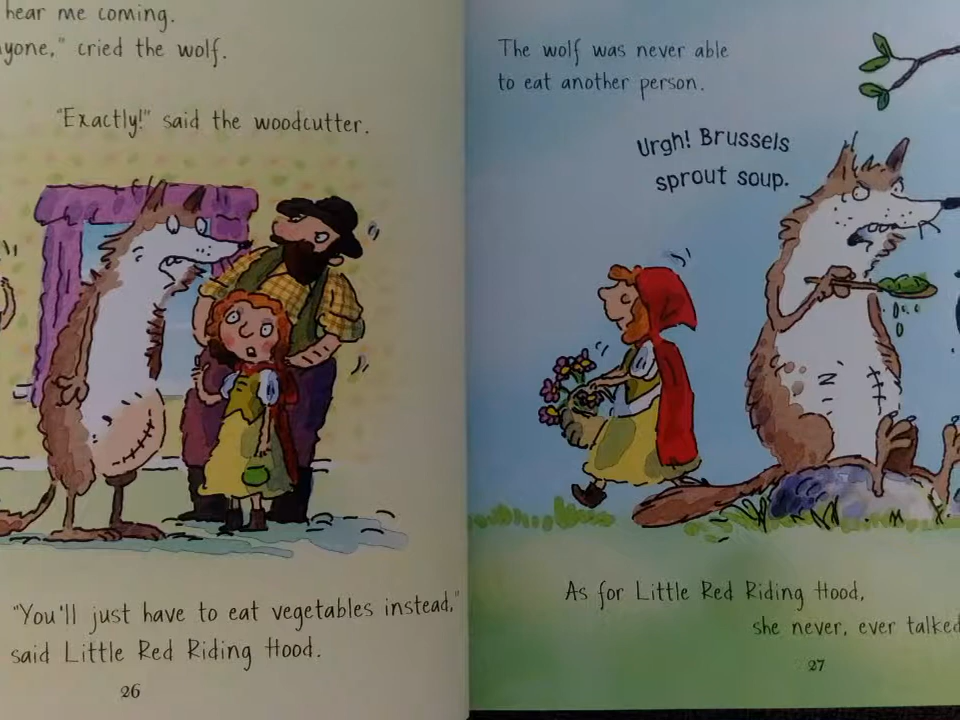 hear me coming.
yone," cried the wolf.
"Exactly!" said the woodcutter.
"You'll just have to eat vegetables instead,"
said Little Red Riding Hood.
26
The wolf was never able
to eat another person.
Urgh! Brussels
sprout soup.
As for Little Red Riding Hood,
she never, ever talked
27